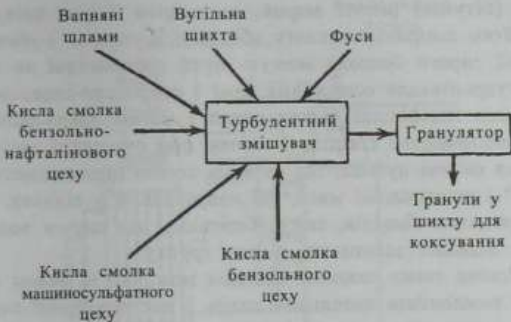 Вапняні
шлами
Вугільна
шихта
Фуси
Кисла смолка
бензольно-
нафталінового
цеху
Турбулентний
змішувач
Гранулятор
Гранули у
шихту для
коксування
Кисла смолка
машиносульфатного
цеху
Кисла смолка
бензольного
цеху